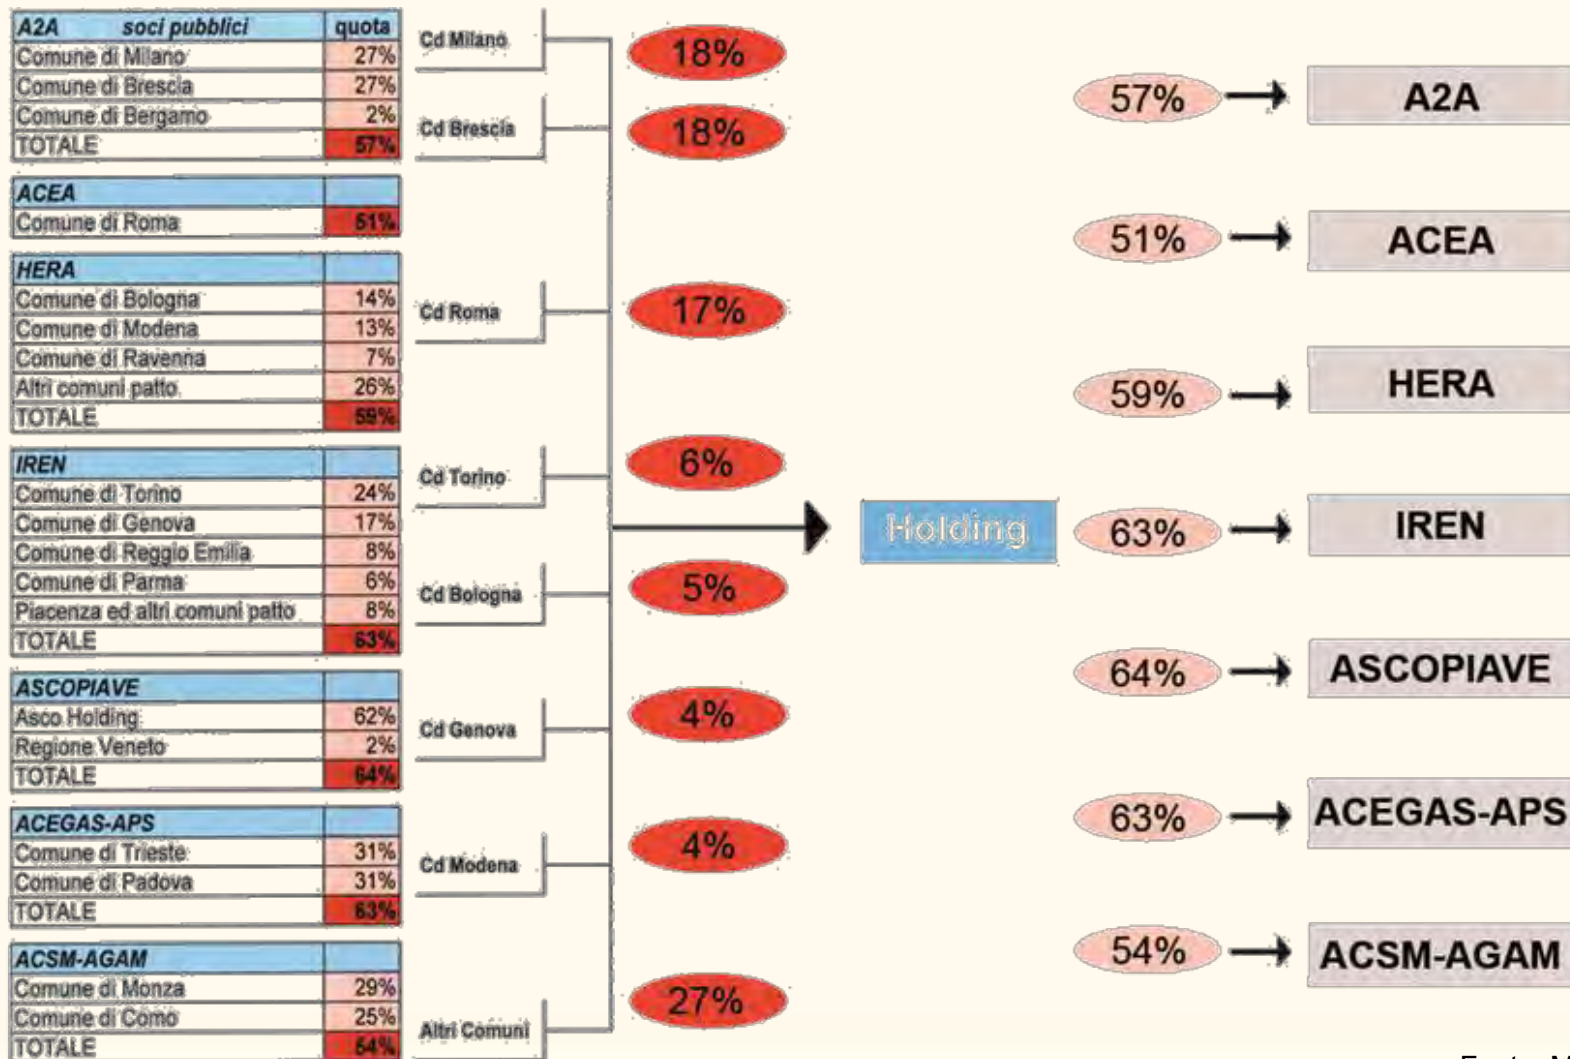 A2A soci pubblici quota
Comune di Milano 27%
Comune di Brescia 27%
Comune di Bergamo 2%
TOTALE 57%
ACEA
Comune di Roma 51%
HERA
Comune di Bologna 14%
Comune di Modena 13%
Comune di Ravenna 7%
Altri comuni patto 26%
TOTALE 59%
IREN
Comune di Torino 24%
Comune di Genova 17%
Comune di Reggio Emilia 8%
Comune di Parma 6%
Piacenza ed altri comuni patto 8%
TOTALE 63%
ASCOPIAVE
Asco Holding 62%
Regione Veneto 2%
TOTALE 64%
ACEGAS-APS
Comune di Trieste 31%
Comune di Padova 31%
TOTALE 63%
ACSM-AGAM
Comune di Monza 29%
Comune di Como 25%
TOTALE 54%
Cd Milano 18%
Cd Brescia 18%
Cd Roma 17%
Cd Torino 6%
Cd Bologna 5%
Cd Genova 4%
Cd Modena 4%
Altri Comuni 27%
Holding
57% A2A
51% ACEA
59% HERA
63% IREN
64% ASCOPIAVE
63% ACEGAS-APS
54% ACSM-AGAM